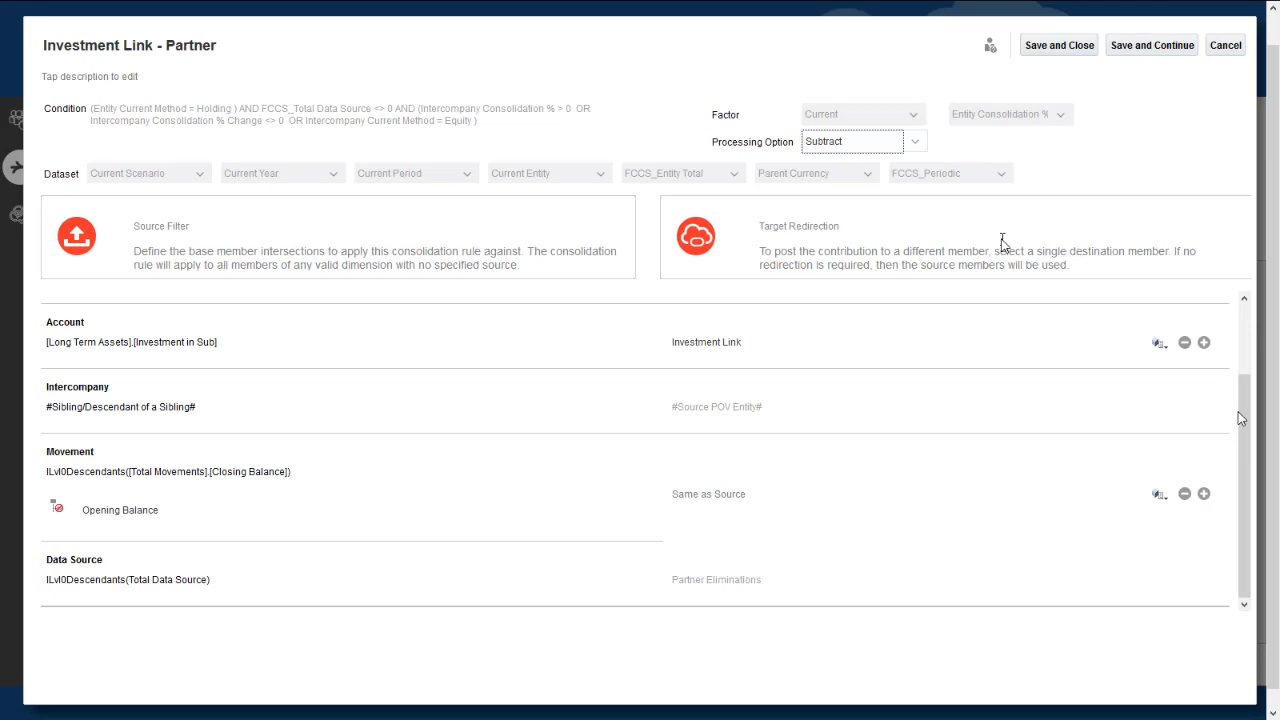 Investment Link - Partner
Save and Close
Save and Continue
Cancel
Tap description to edit
Condition
(Entity Current Method = Holding ) AND FCCS_Total Data Source <> 0 AND (Intercompany Consolidation % > 0 OR
Intercompany Consolidation % Change <> 0 OR Intercompany Current Method = Equity )
Factor
Current
Entity Consolidation %
Processing Option
Subtract
Dataset
Current Scenario
Current Year
Current Period
Current Entity
FCCS_Entity Total
Parent Currency
FCCS_Periodic
Source Filter
Define the base member intersections to apply this consolidation rule against. The consolidation
rule will apply to all members of any valid dimension with no specified source.
Target Redirection
To post the contribution to a different member, select a single destination member. If no
redirection is required, then the source members will be used.
Account
[Long Term Assets].[Investment in Sub]
Investment Link
Intercompany
#Sibling/Descendant of a Sibling#
#Source POV Entity#
Movement
ILvl0Descendants([Total Movements].[Closing Balance])
Same as Source
Opening Balance
Data Source
ILvl0Descendants(Total Data Source)
Partner Eliminations